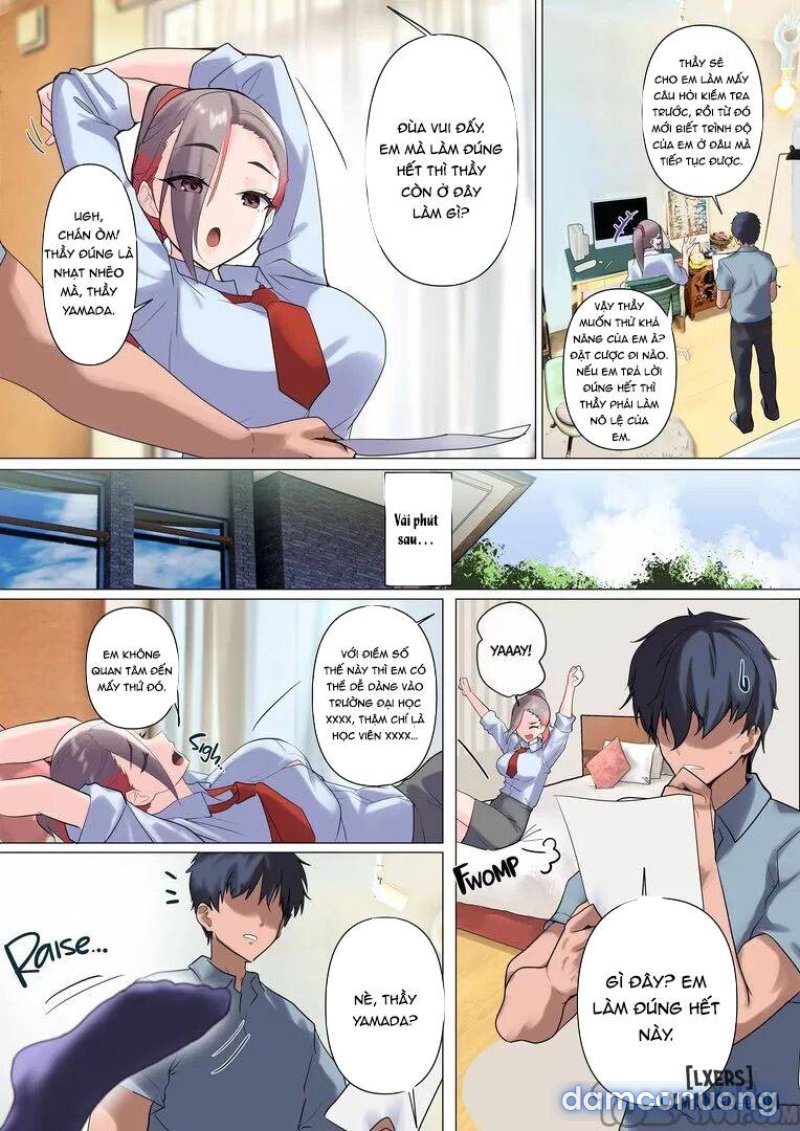 THẦY SẼ
CHO EM LÀM MẤY
CÂU HỎI KIỂM TRA
TRƯỚC, RỒI TỪ ĐÓ
MỚI BIẾT TRÌNH ĐỘ
CỦA EM Ở ĐÂU MÀ
TIẾP TỤC ĐƯỢC.
VẬY THẦY
MUỐN THỬ KHẢ
NĂNG CỦA EM À?
ĐẶT CƯỢC ĐI NÀO.
NẾU EM TRẢ LỜI
ĐÚNG HẾT THÌ
THẦY PHẢI LÀM
NÔ LỆ CỦA
EM.
ĐÙA VUI ĐẤY.
EM MÀ LÀM ĐÚNG
HẾT THÌ THẦY
CÒN Ở ĐÂY
LÀM GÌ?
UGH,
CHÁN ÒM!
THẦY ĐÚNG LÀ
NHẠT NHẼO
MÀ, THẦY
YAMADA.
Vài phút
sau...
YAAAY!
FWOMP
GÌ ĐÂY? EM
LÀM ĐÚNG HẾT
NÀY.
VỚI ĐIỂM SỐ
THẾ NÀY THÌ EM CÓ
THỂ DỄ DÀNG VÀO
TRƯỜNG ĐẠI HỌC
XXXX, THẬM CHÍ LÀ
HỌC VIÊN XXXX...
EM KHÔNG
QUAN TÂM ĐẾN
MẤY THỨ ĐÓ.
Sigh..
NÈ, THẦY
YAMADA?
Raise...
[LXERS]
damconuong